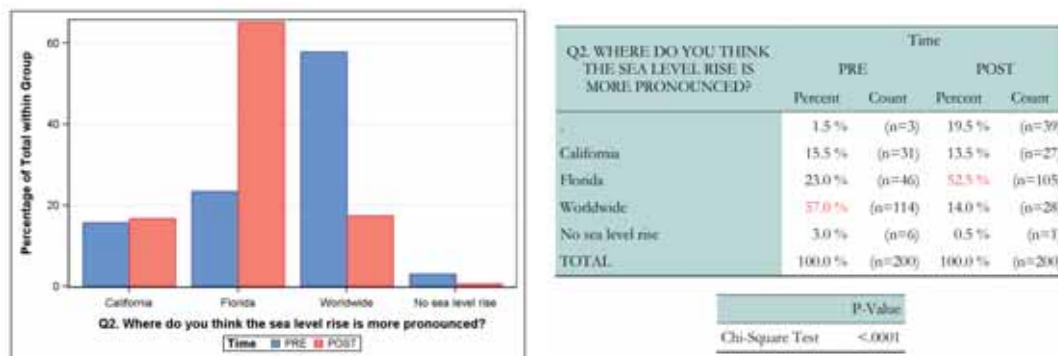 60
40
20
0
Percentage of Total within Group
California Florida Worldwide No sea level rise
Q2. Where do you think the sea level rise is more pronounced?
Time PRE POST
Q2. WHERE DO YOU THINK
THE SEA LEVEL RISE IS
MORE PRONOUNCED?
Time
PRE POST
Percent Count Percent Count
. 1.5 % (n=3) 19.5 % (n=39
California 15.5 % (n=31) 13.5 % (n=27
Florida 23.0 % (n=46) 52.5 % (n=105
Worldwide 57.0 % (n=114) 14.0 % (n=28
No sea level rise 3.0 % (n=6) 0.5 % (n=1
TOTAL 100.0 % (n=200) 100.0 % (n=200
P-Value
Chi-Square Test <.0001